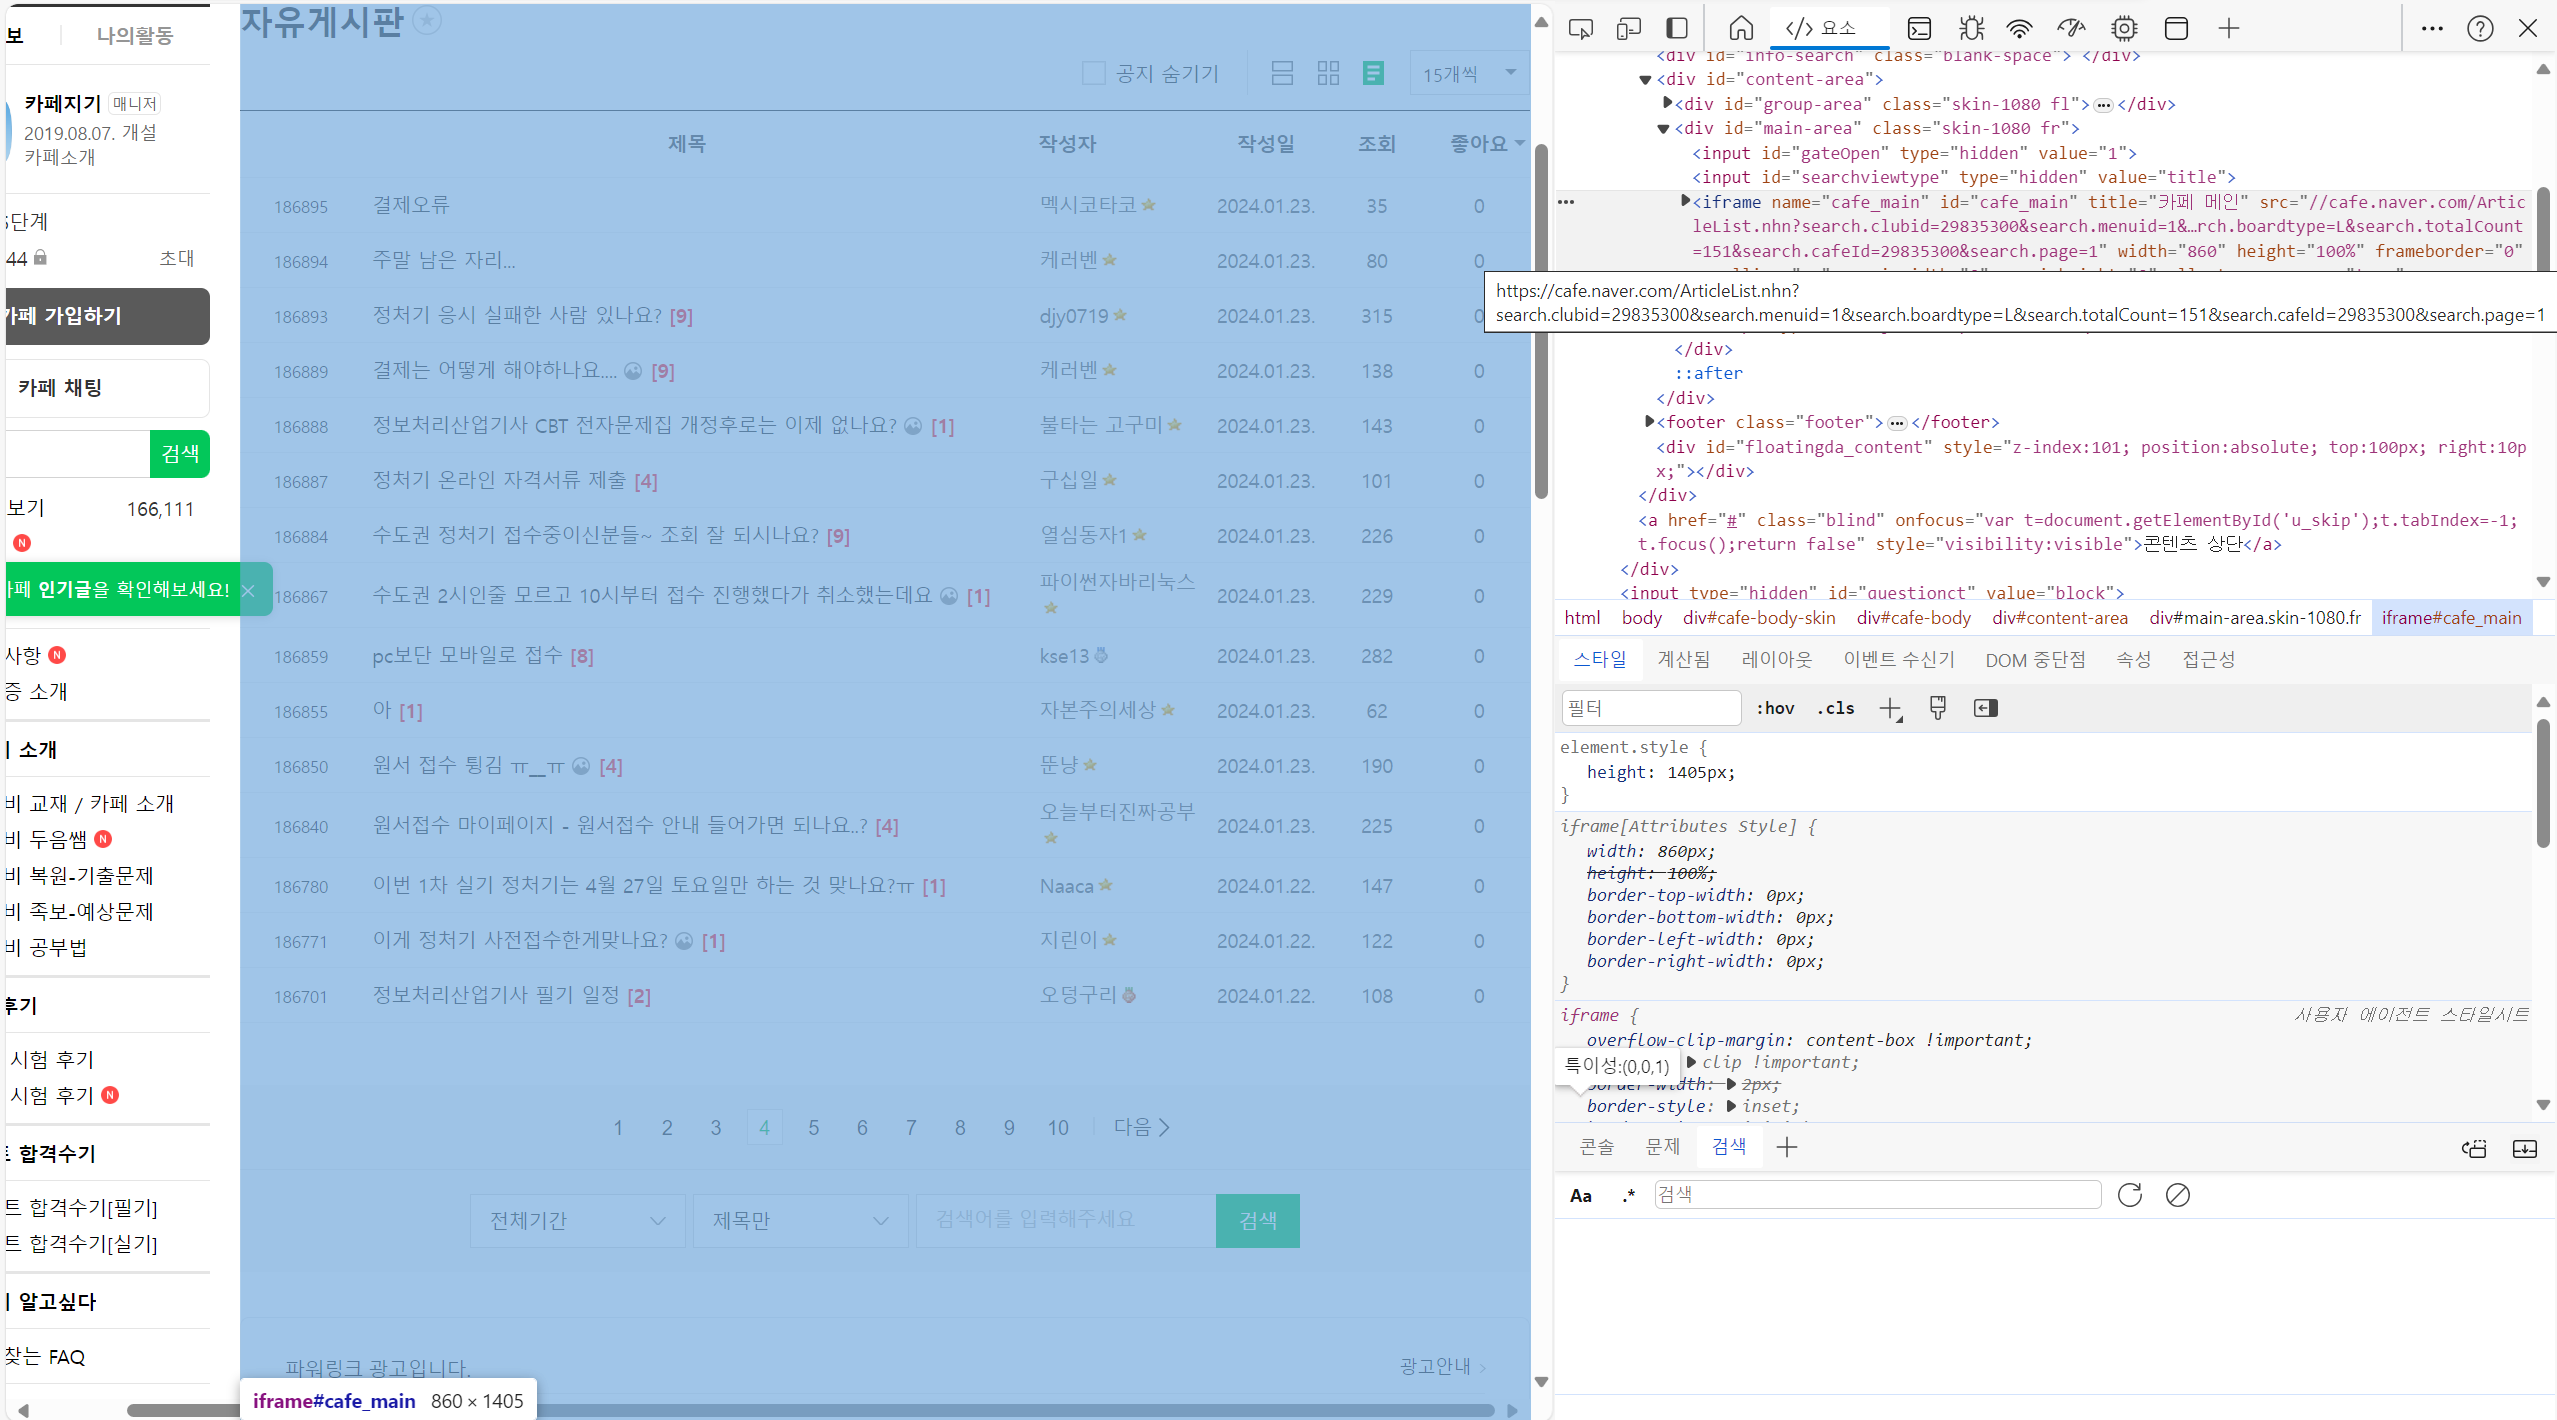 보
나의활동
카페지기 매니저
2019.08.07. 개설
카페소개
단계
44
초대
카페 가입하기
카페 채팅
검색
보기 166,111
N
카페 인기글을 확인해보세요!
사항 N
증 소개
소개
비 교재 / 카페 소개
비 두음쌤 N
비 복원-기출문제
비 족보-예상문제
비 공부법
후기
시험 후기
시험 후기 N
트 합격수기
트 합격수기[필기]
트 합격수기[실기]
알고싶다
찾는 FAQ
자유게시판
공지 숨기기
15개씩
제목 작성자 작성일 조회 좋아요
186895 결제오류 멕시코타코 2024.01.23. 35 0
186894 주말 남은 자리... 케러벤 2024.01.23. 80 0
186893 정처기 응시 실패한 사람 있나요? [9] djy0719 2024.01.23. 315 0
186889 결제는 어떻게 해야하나요.... [9] 케러벤 2024.01.23. 138 0
186888 정보처리산업기사 CBT 전자문제집 개정후로는 이제 없나요? [1] 불타는 고구미 2024.01.23. 143 0
186887 정처기 온라인 자격서류 제출 [4] 구십일 2024.01.23. 101 0
186884 수도권 정처기 접수중이신분들~ 조회 잘 되시나요? [9] 열심동자1 2024.01.23. 226 0
186867 수도권 2시인줄 모르고 10시부터 접수 진행했다가 취소했는데요 [1] 파이썬자바리눅스 2024.01.23. 229 0
186859 pc보단 모바일로 접수 [8] kse13 2024.01.23. 282 0
186855 아 [1] 자본주의세상 2024.01.23. 62 0
186850 원서 접수 튕김 ㅠ__ㅠ [4] 뚠냥 2024.01.23. 190 0
186840 원서접수 마이페이지 - 원서접수 안내 들어가면 되나요..? [4] 오늘부터진짜공부 2024.01.23. 225 0
186780 이번 1차 실기 정처기는 4월 27일 토요일만 하는 것 맞나요?ㅠ [1] Naaca 2024.01.22. 147 0
186771 이게 정처기 사전접수한게맞나요? [1] 지린이 2024.01.22. 122 0
186701 정보처리산업기사 필기 일정 [2] 오덩구리 2024.01.22. 108 0
1 2 3 4 5 6 7 8 9 10 다음
전체기간 제목만 검색어를 입력해주세요 검색
파워링크 광고입니다.
광고안내
iframe#cafe_main 860 × 1405
</> 요소
<div id="info-search" class="blank-space"> </div>
<div id="content-area">
<div id="group-area" class="skin-1080 fl">…</div>
<div id="main-area" class="skin-1080 fr">
<input id="gateOpen" type="hidden" value="1">
<input id="searchviewtype" type="hidden" value="title">
<iframe name="cafe_main" id="cafe_main" title="카페 메인" src="//cafe.naver.com/Artic
leList.nhn?search.clubid=29835300&search.menuid=1&…rch.boardtype=L&search.totalCount
=151&search.cafeId=29835300&search.page=1" width="860" height="100%" frameborder="0"
https://cafe.naver.com/ArticleList.nhn?
search.clubid=29835300&search.menuid=1&search.boardtype=L&search.totalCount=151&search.cafeId=29835300&search.page=1
</div>
::after
</div>
<footer class="footer">…</footer>
<div id="floatingda_content" style="z-index:101; position:absolute; top:100px; right:10p
x;"></div>
</div>
<a href="#" class="blind" onfocus="var t=document.getElementById('u_skip');t.tabIndex=-1;
t.focus();return false" style="visibility:visible">콘텐츠 상단</a>
</div>
<input type="hidden" id="questionct" value="block">
html body div#cafe-body-skin div#cafe-body div#content-area div#main-area.skin-1080.fr iframe#cafe_main
스타일 계산됨 레이아웃 이벤트 수신기 DOM 중단점 속성 접근성
필터 :hov .cls
element.style {
height: 1405px;
}
iframe[Attributes Style] {
width: 860px;
height: 100%;
border-top-width: 0px;
border-bottom-width: 0px;
border-left-width: 0px;
border-right-width: 0px;
}
iframe { 사용자 에이전트 스타일시트
overflow-clip-margin: content-box !important;
특이성:(0,0,1) clip !important;
border-width: 2px;
border-style: inset;
콘솔 문제 검색
Aa .* 검색